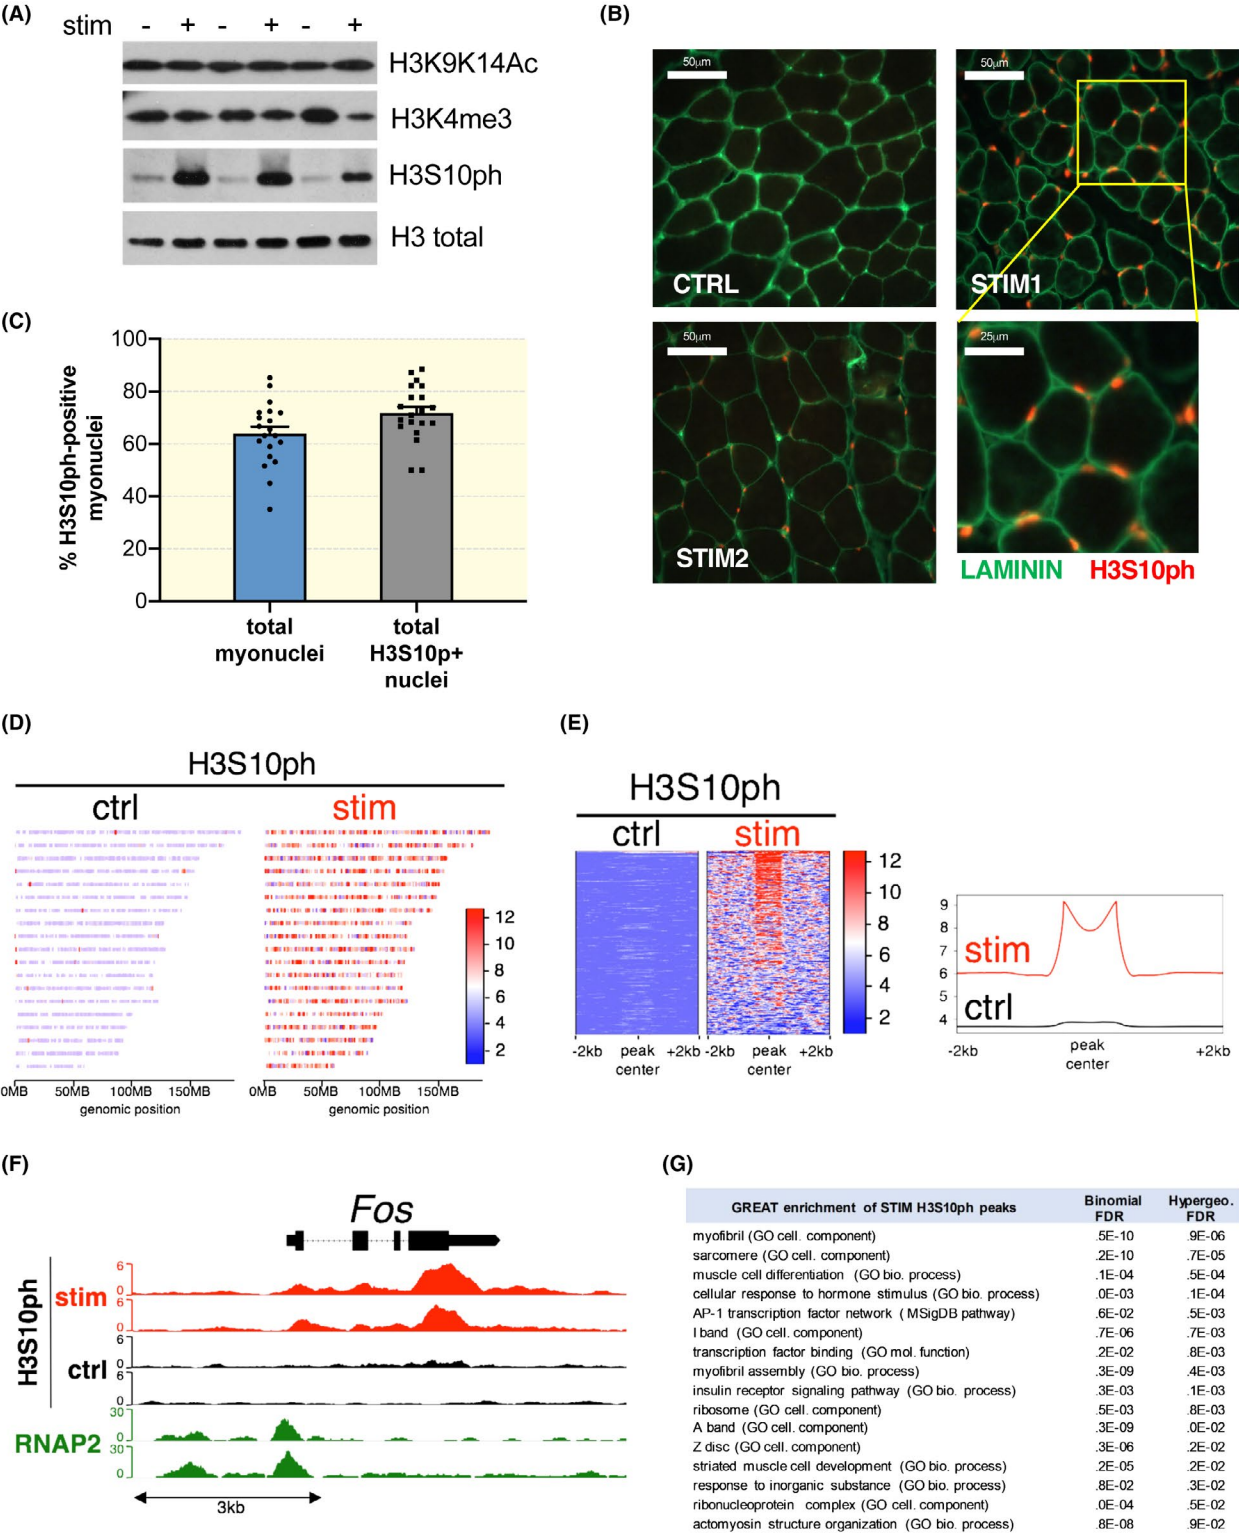 (A)
stim - + - + - +
H3K9K14Ac
H3K4me3
H3S10ph
H3 total
(B)
50μm
CTRL
50μm
STIM1
50μm
STIM2
25μm
LAMININ H3S10ph
(C)
% H3S10ph-positive
myonuclei
100
80
60
40
20
0
total
myonuclei
total
H3S10p+
nuclei
(D)
H3S10ph
ctrl stim
12
10
8
6
4
2
0MB 50MB 100MB 150MB
genomic position
0MB 50MB 100MB 150MB
genomic position
(E)
H3S10ph
ctrl stim
12
10
8
6
4
2
-2kb peak +2kb
center
-2kb peak +2kb
center
9
8
7
6
5
4
stim
ctrl
-2kb peak +2kb
center
(F)
Fos
H3S10ph
stim
6
0
6
0
ctrl
6
0
6
0
RNAP2
30
0
30
0
3kb
(G)
GREAT enrichment of STIM H3S10ph peaks Binomial FDR Hypergeo. FDR
myofibril (GO cell. component) .5E-10 .9E-06
sarcomere (GO cell. component) .2E-10 .7E-05
muscle cell differentiation (GO bio. process) .1E-04 .5E-04
cellular response to hormone stimulus (GO bio. process) .0E-03 .1E-04
AP-1 transcription factor network ( MSigDB pathway) .6E-02 .5E-03
I band (GO cell. component) .7E-06 .7E-03
transcription factor binding (GO mol. function) .2E-02 .8E-03
myofibril assembly (GO bio. process) .3E-09 .4E-03
insulin receptor signaling pathway (GO bio. process) .3E-03 .1E-03
ribosome (GO cell. component) .5E-03 .8E-03
A band (GO cell. component) .3E-09 .0E-02
Z disc (GO cell. component) .3E-06 .2E-02
striated muscle cell development (GO bio. process) .2E-05 .2E-02
response to inorganic substance (GO bio. process) .8E-02 .3E-02
ribonucleoprotein complex (GO cell. component) .0E-04 .5E-02
actomyosin structure organization (GO bio. process) .8E-08 .9E-02